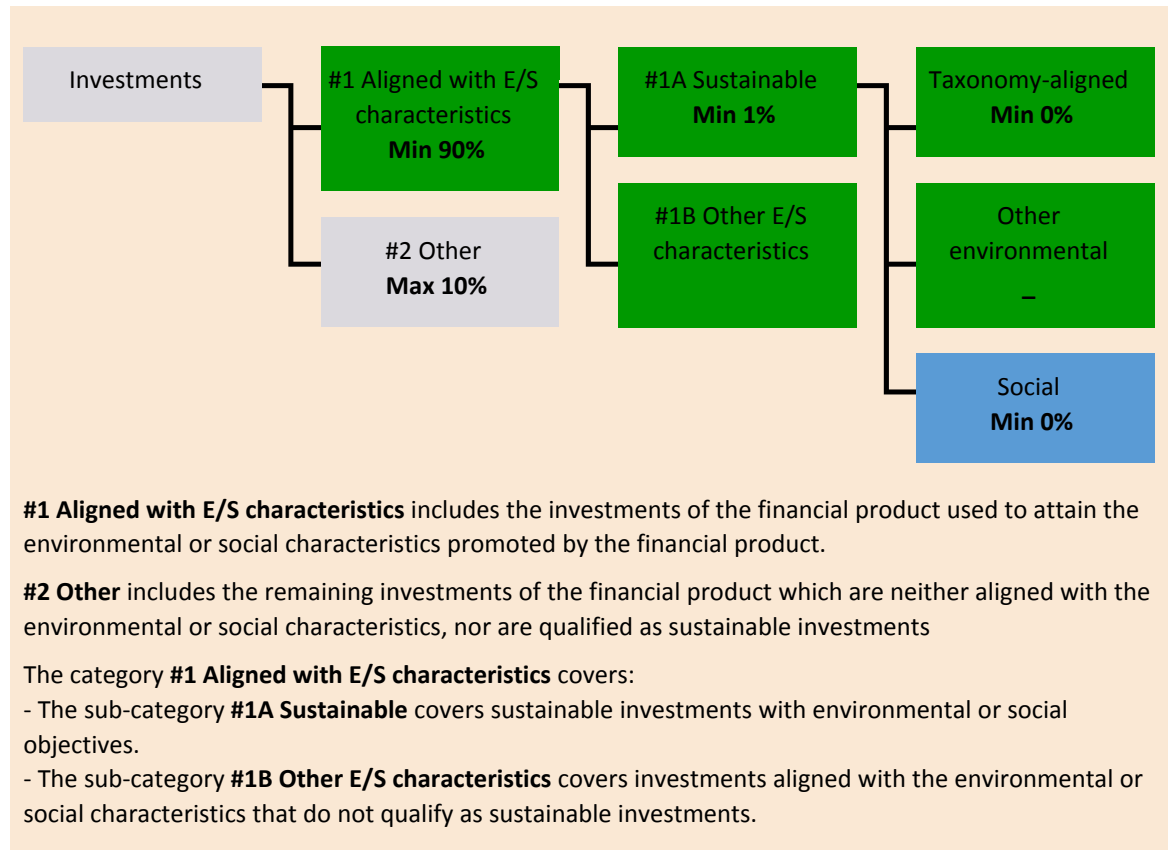 Investments
#1 Aligned with E/S
characteristics
Min 90%
#2 Other
Max 10%
#1A Sustainable
Min 1%
#1B Other E/S
characteristics
Taxonomy-aligned
Min 0%
Other
environmental
–
Social
Min 0%
#1 Aligned with E/S characteristics includes the investments of the financial product used to attain the
environmental or social characteristics promoted by the financial product.
#2 Other includes the remaining investments of the financial product which are neither aligned with the
environmental or social characteristics, nor are qualified as sustainable investments
The category #1 Aligned with E/S characteristics covers:
- The sub-category #1A Sustainable covers sustainable investments with environmental or social
objectives.
- The sub-category #1B Other E/S characteristics covers investments aligned with the environmental or
social characteristics that do not qualify as sustainable investments.